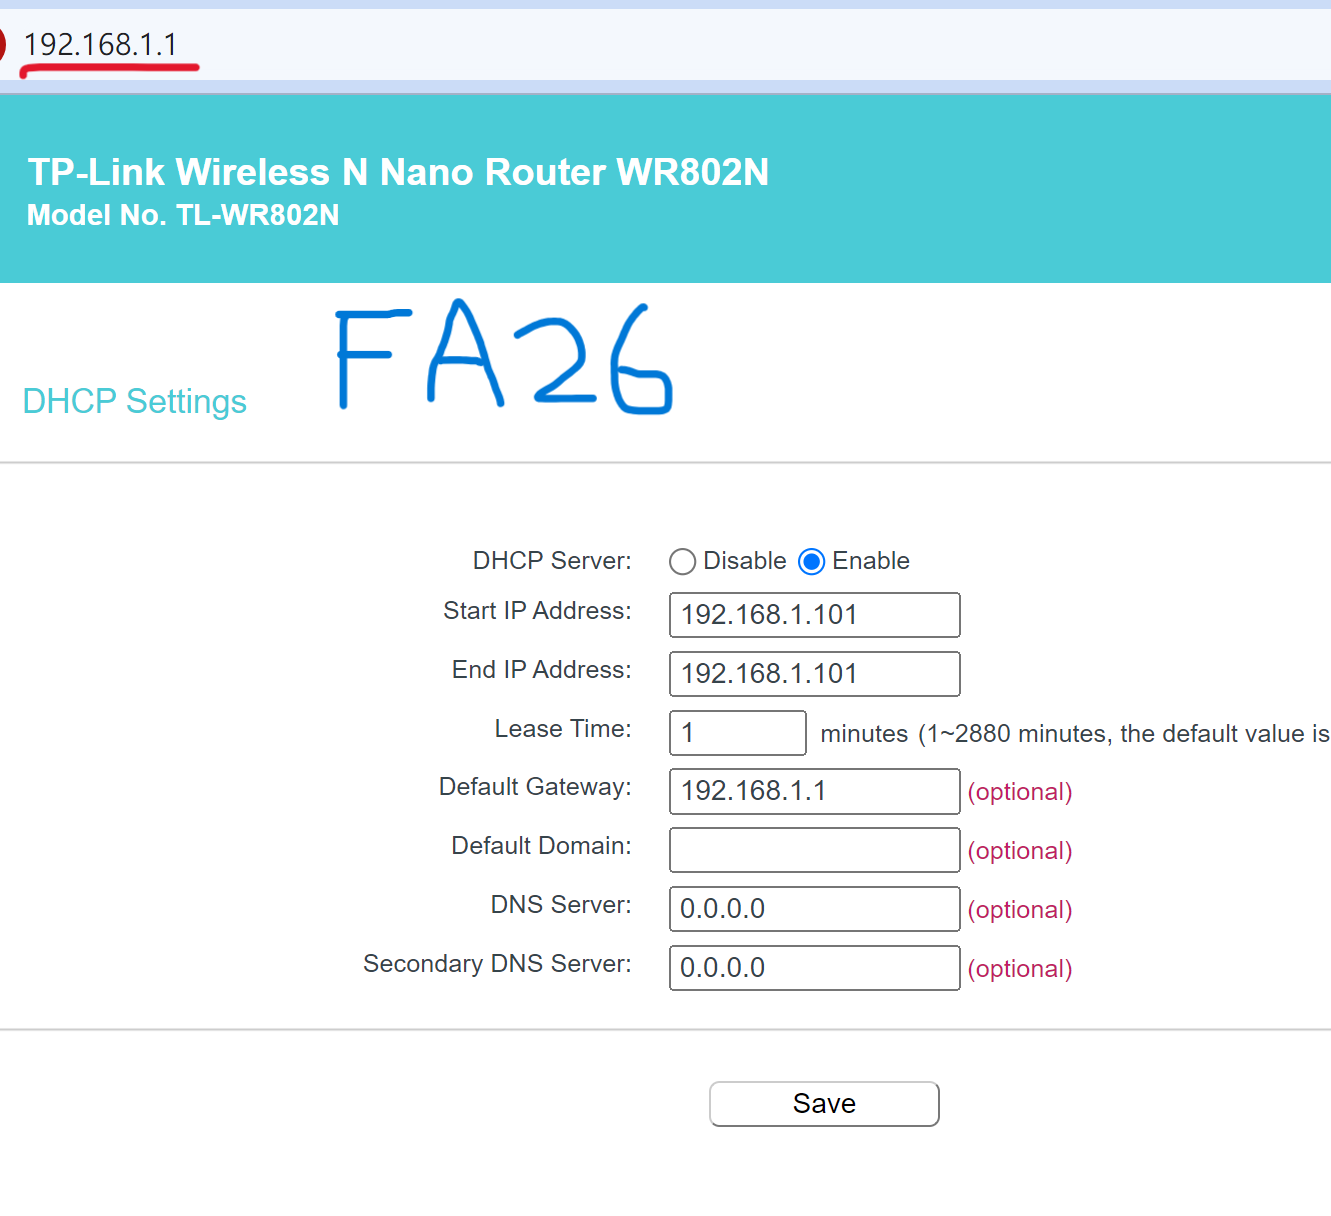 192.168.1.1
TP-Link Wireless N Nano Router WR802N
Model No. TL-WR802N
FA26
DHCP Settings
DHCP Server: Disable Enable
Start IP Address: 192.168.1.101
End IP Address: 192.168.1.101
Lease Time: 1 minutes (1~2880 minutes, the default value is
Default Gateway: 192.168.1.1 (optional)
Default Domain: (optional)
DNS Server: 0.0.0.0 (optional)
Secondary DNS Server: 0.0.0.0 (optional)
Save